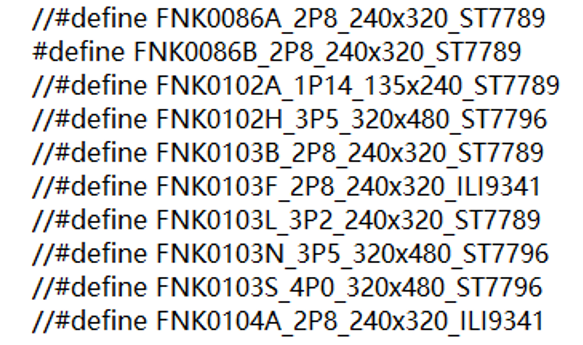 //#define FNK0086A_2P8_240x320_ST7789
#define FNK0086B_2P8_240x320_ST7789
//#define FNK0102A_1P14_135x240_ST7789
//#define FNK0102H_3P5_320x480_ST7796
//#define FNK0103B_2P8_240x320_ST7789
//#define FNK0103F_2P8_240x320_ILI9341
//#define FNK0103L_3P2_240x320_ST7789
//#define FNK0103N_3P5_320x480_ST7796
//#define FNK0103S_4P0_320x480_ST7796
//#define FNK0104A_2P8_240x320_ILI9341